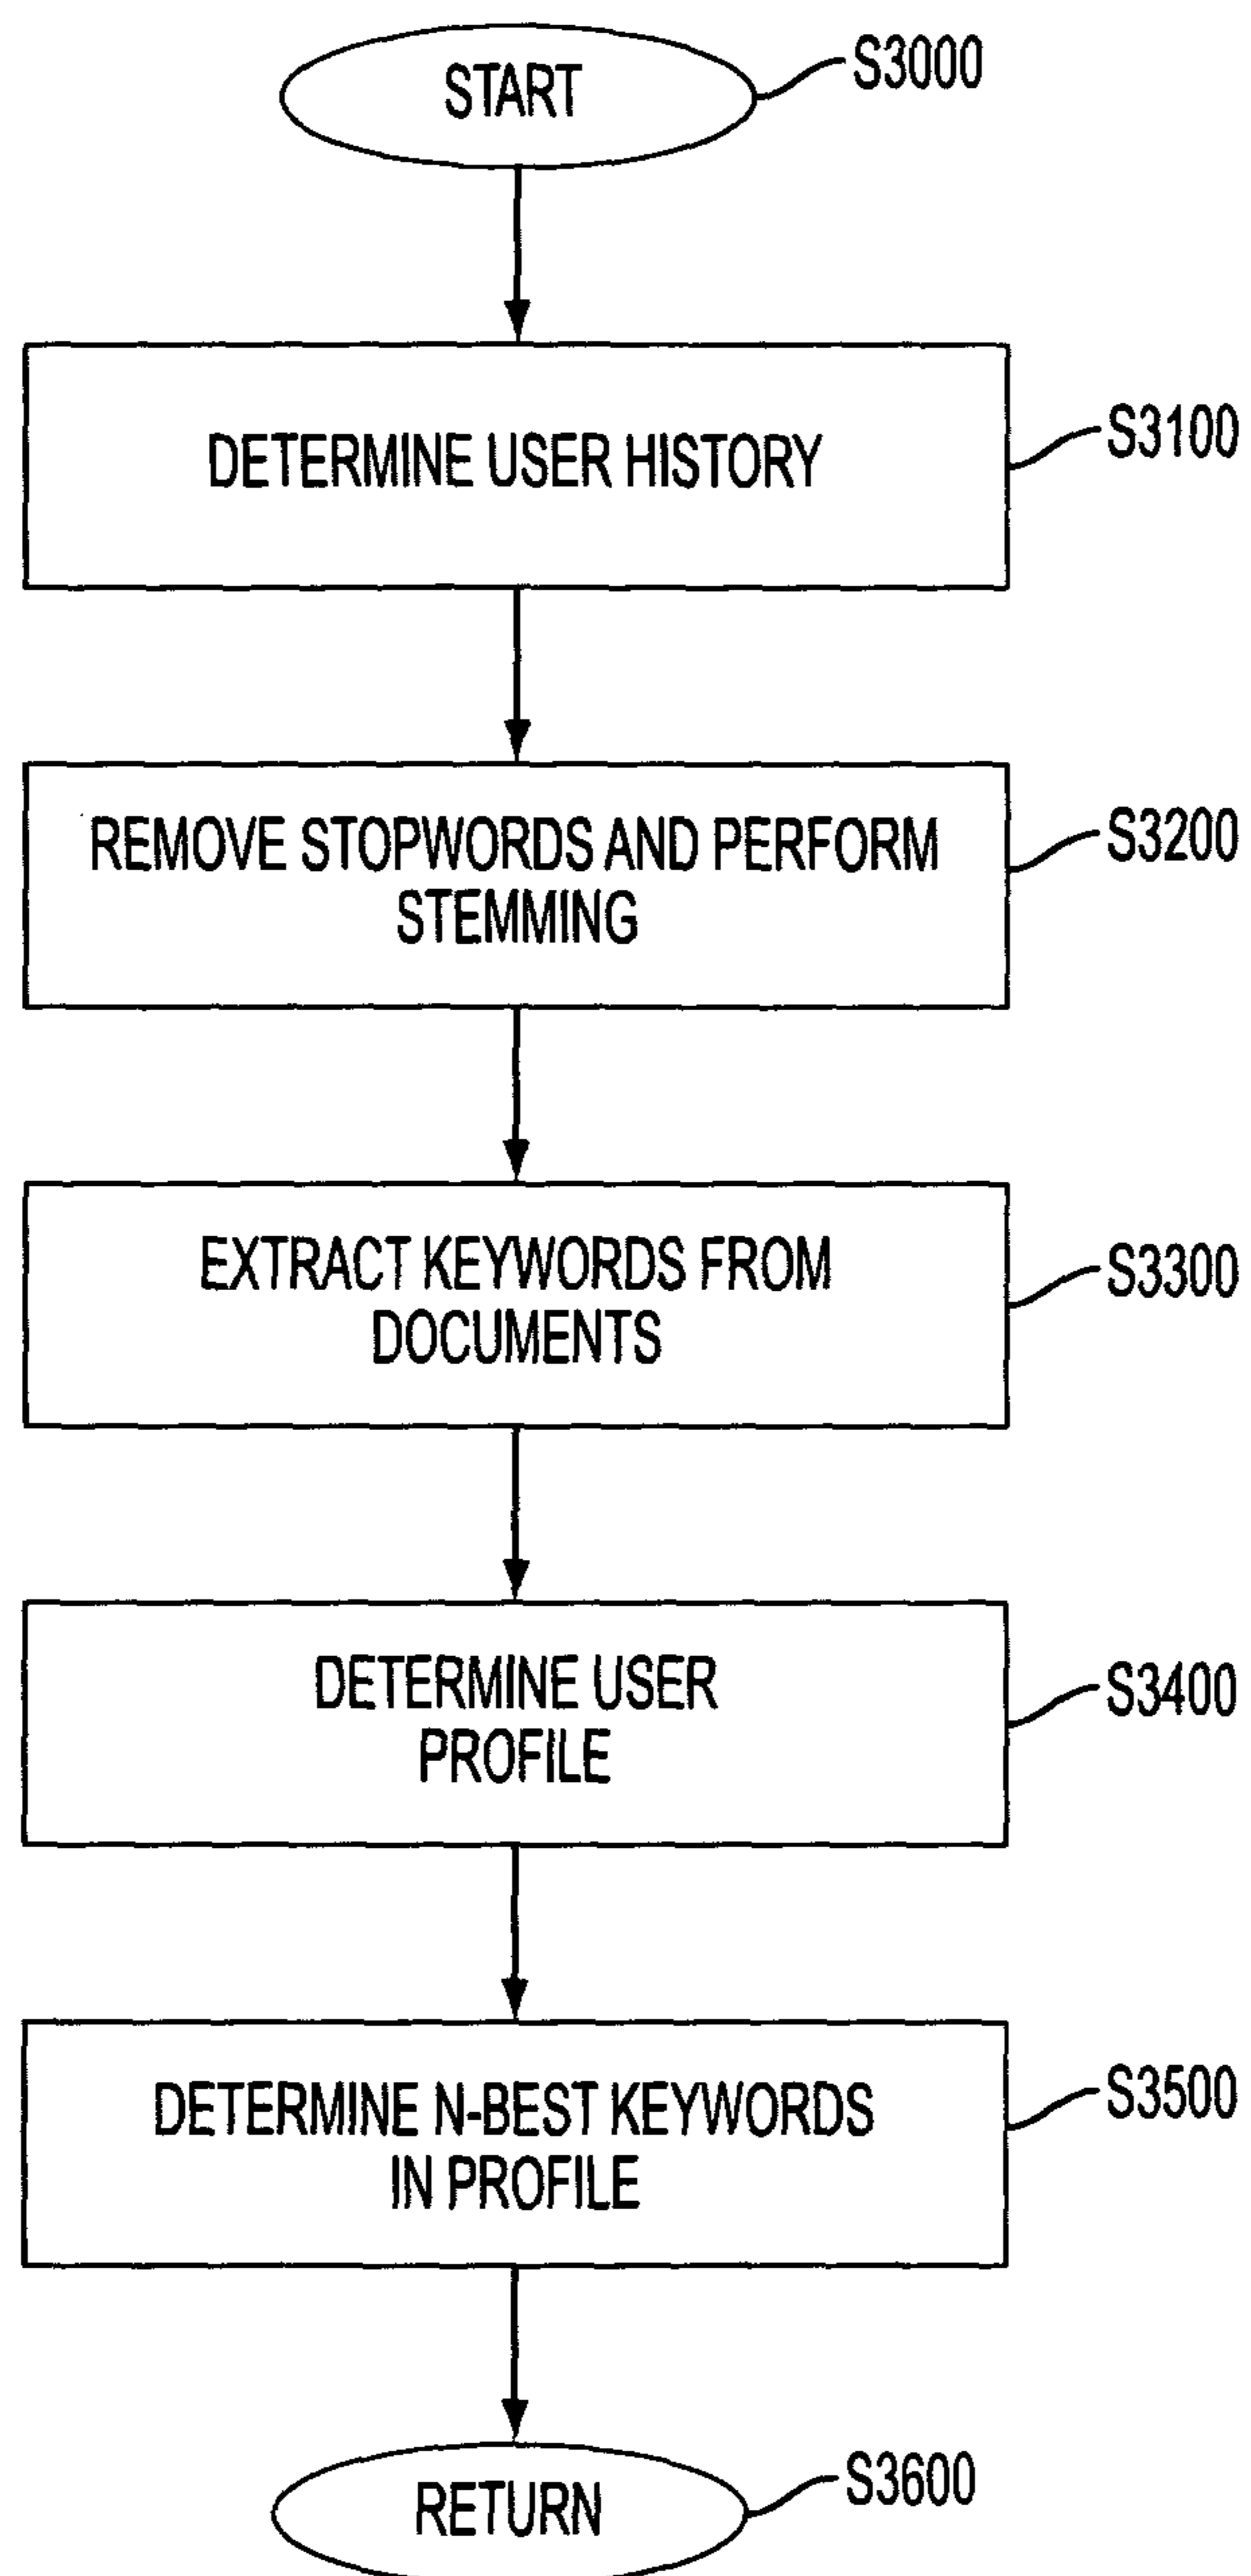 START
S3000
DETERMINE USER HISTORY
S3100
REMOVE STOPWORDS AND PERFORM
STEMMING
S3200
EXTRACT KEYWORDS FROM
DOCUMENTS
S3300
DETERMINE USER
PROFILE
S3400
DETERMINE N-BEST KEYWORDS
IN PROFILE
S3500
RETURN
S3600